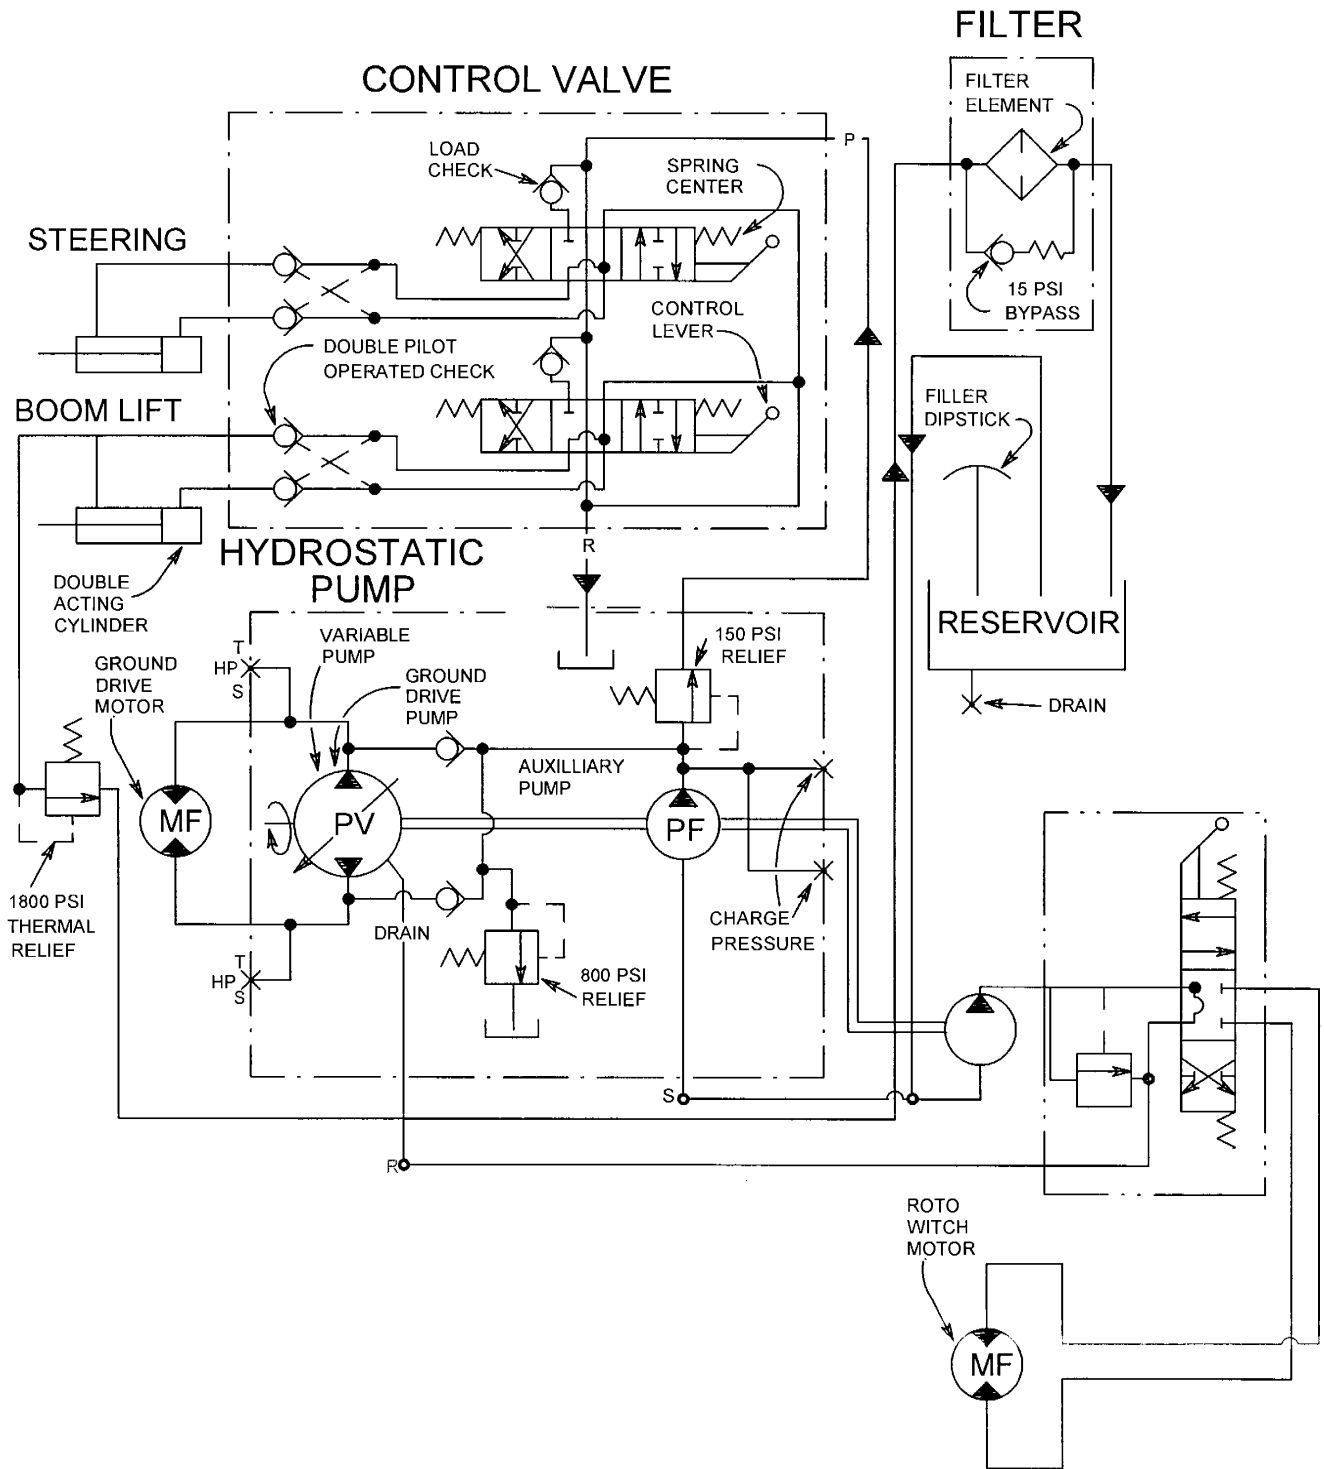 FILTER
CONTROL VALVE
FILTER
ELEMENT
P
LOAD
CHECK
SPRING
CENTER
STEERING
15 PSI
BYPASS
CONTROL
LEVER
DOUBLE PILOT
OPERATED CHECK
BOOM LIFT
FILLER
DIPSTICK
R
HYDROSTATIC
PUMP
DOUBLE
ACTING
CYLINDER
RESERVOIR
VARIABLE
PUMP
150 PSI
RELIEF
T
HP
S
GROUND
DRIVE
MOTOR
GROUND
DRIVE
PUMP
DRAIN
AUXILLIARY
PUMP
MF
PV
PF
1800 PSI
THERMAL
RELIEF
DRAIN
CHARGE
PRESSURE
T
HP
S
800 PSI
RELIEF
S
R
ROTO
WITCH
MOTOR
MF